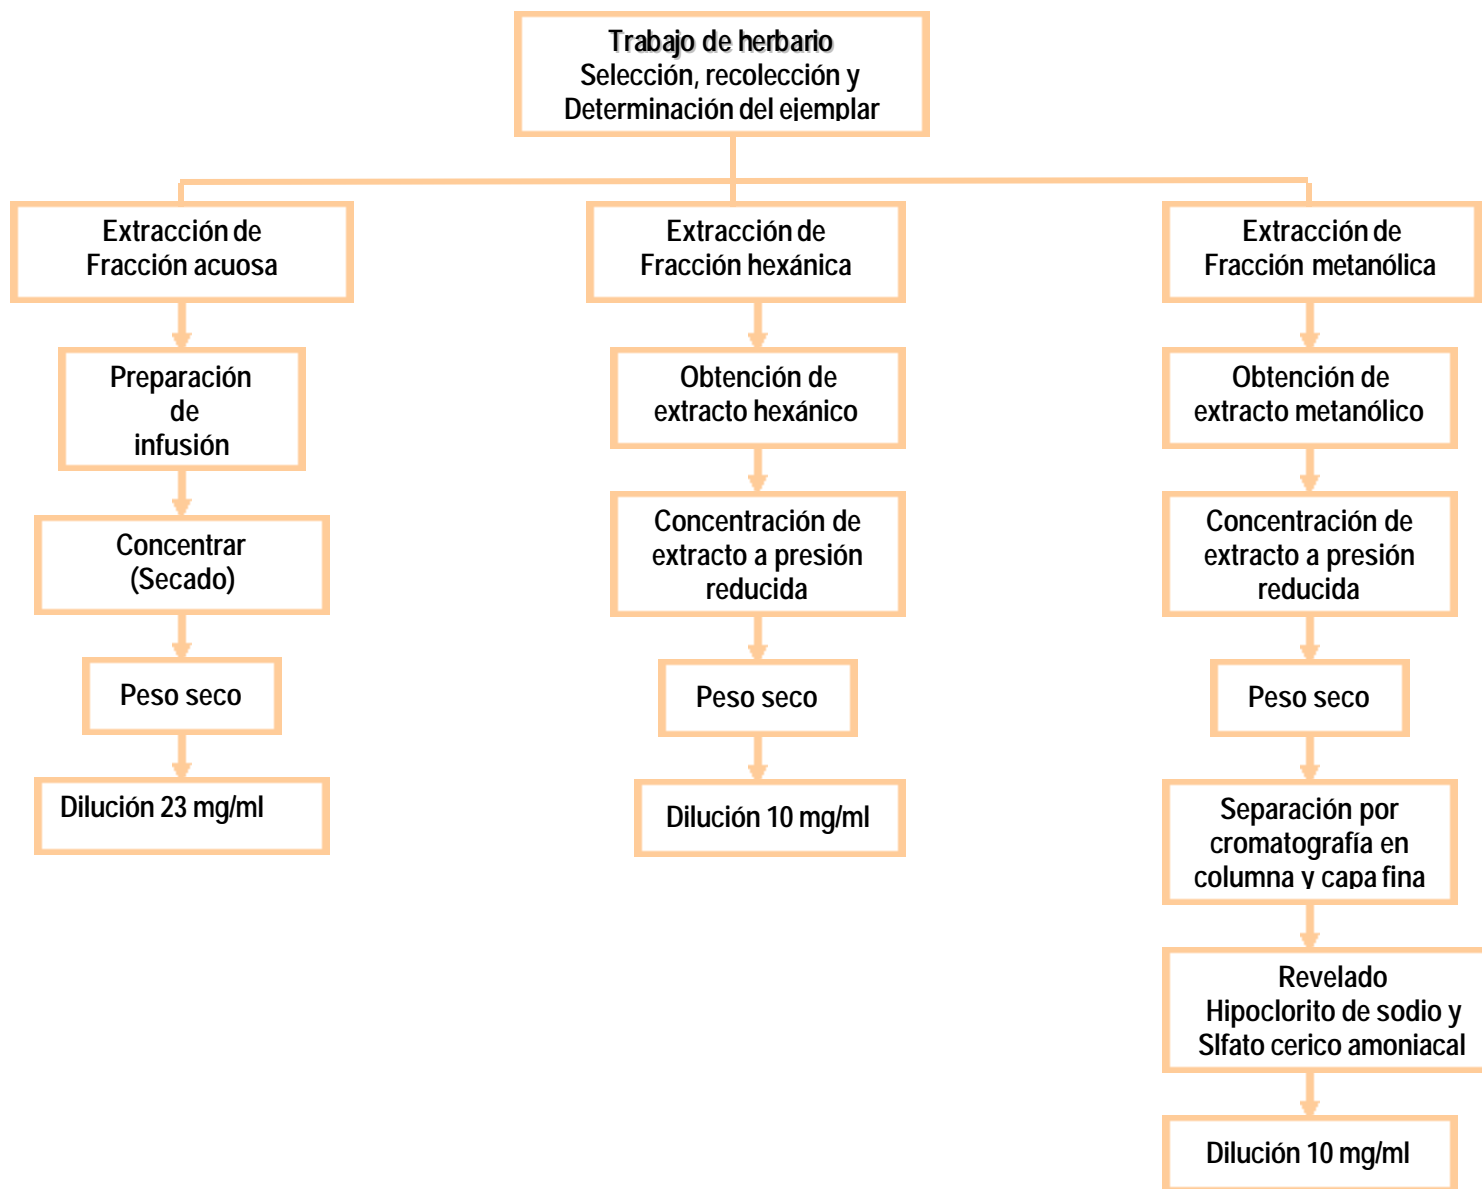 Trabajo de herbario
Selección, recolección y
Determinación del ejemplar
Extracción de
Fracción acuosa
Preparación
de
infusión
Concentrar
(Secado)
Peso seco
Dilución 23 mg/ml
Extracción de
Fracción hexánica
Obtención de
extracto hexánico
Concentración de
extracto a presión
reducida
Peso seco
Dilución 10 mg/ml
Extracción de
Fracción metanólica
Obtención de
extracto metanólico
Concentración de
extracto a presión
reducida
Peso seco
Separación por
cromatografía en
columna y capa fina
Revelado
Hipoclorito de sodio y
Slfato cerico amoniacal
Dilución 10 mg/ml